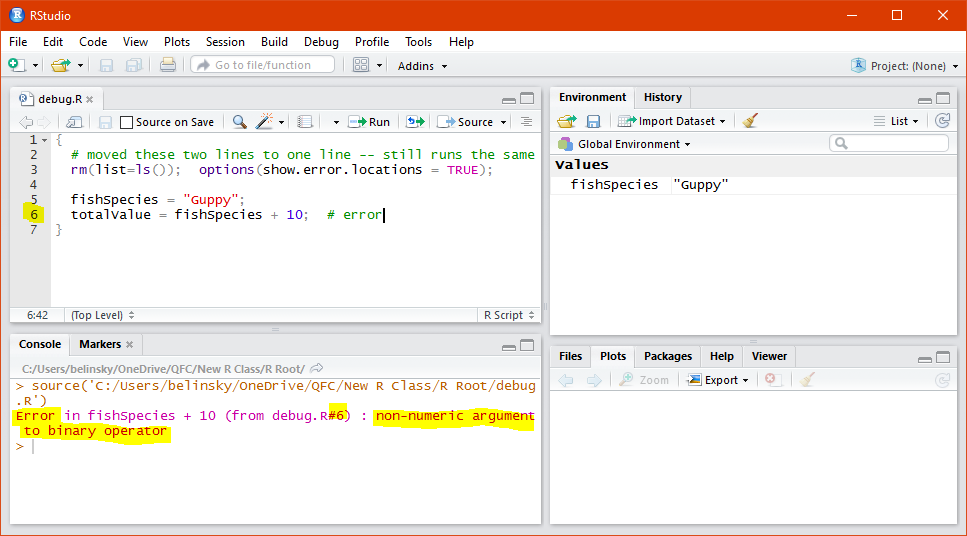 RStudio
File Edit Code View Plots Session Build Debug Profile Tools Help
Go to file/function Addins Project: (None)
debug.R
Source on Save Run Source
1 {
2 # moved these two lines to one line -- still runs the same
3 rm(list=ls()); options(show.error.locations = TRUE);
4
5 fishSpecies = "Guppy";
6 totalValue = fishSpecies + 10; # error
7 }
6:42 (Top Level) R Script
Console Markers
C:/Users/belinsky/OneDrive/QFC/New R Class/R Root/
> source('C:/Users/belinsky/OneDrive/QFC/New R Class/R Root/debug
.R')
Error in fishSpecies + 10 (from debug.R#6) : non-numeric argument
to binary operator
>
Environment History
Import Dataset List
Global Environment
values
fishSpecies "Guppy"
Files Plots Packages Help Viewer
Zoom Export